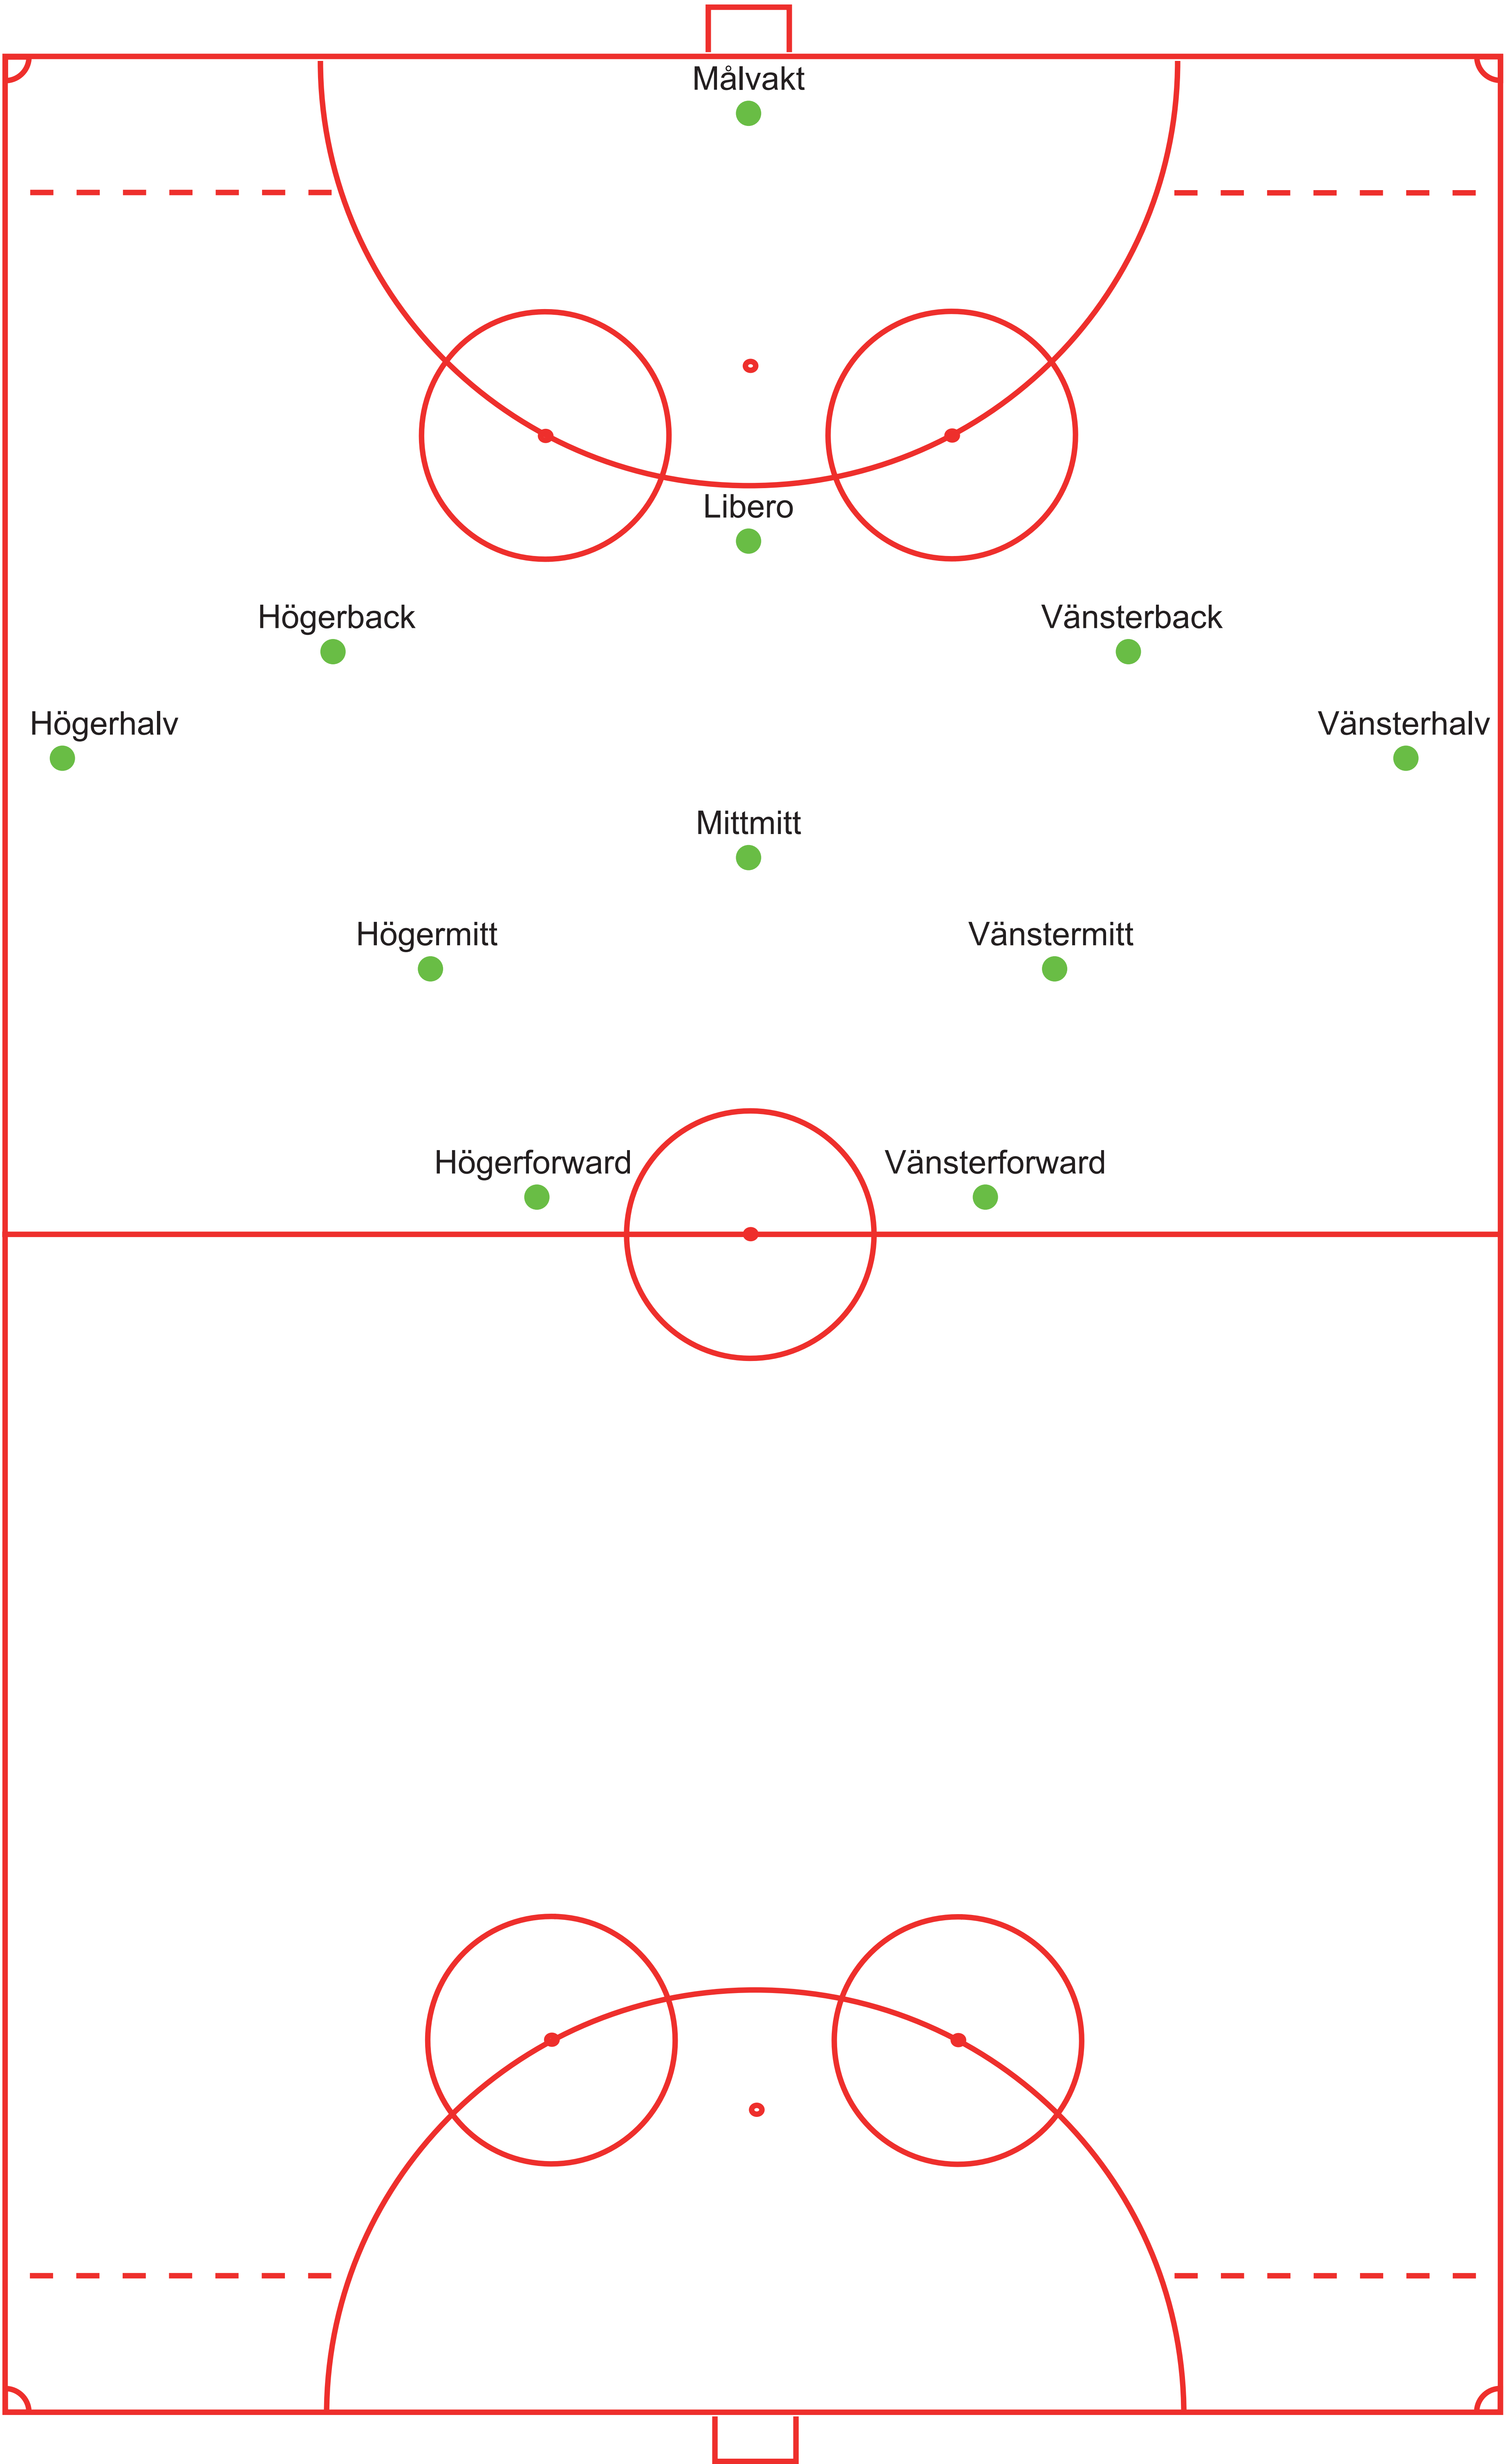 Målvakt
Libero
Högerback
Vänsterback
Högerhalv
Vänsterhalv
Mittmitt
Högermitt
Vänstermitt
Högerforward
Vänsterforward